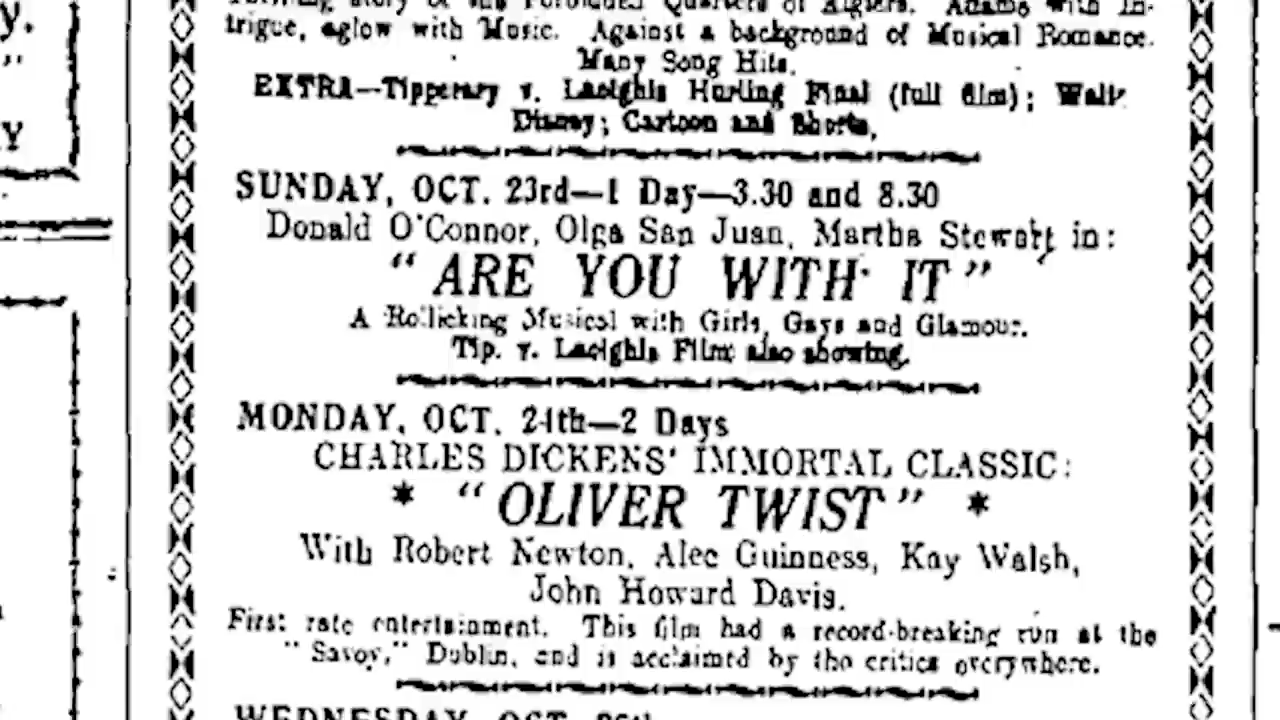 y.
"
Y
story of the Forbidden Quarters of Algiers. Ablaze with In-
trigue, aglow with Music. Against a background of Musical Romance.
Many Song Hits.
EXTRA—Tipperary v. Laoighis Hurling Final (full film); Walt
Disney; Cartoon and Shorts,
SUNDAY, OCT. 23rd—1 Day—3.30 and 8.30
Donald O'Connor, Olga San Juan, Martha Stewart in:
" ARE YOU WITH IT "
A Rollicking Musical with Girls, Gays and Glamour.
Tip. v. Laoighis Film also showing.
MONDAY, OCT. 24th—2 Days
CHARLES DICKENS' IMMORTAL CLASSIC:
* " OLIVER TWIST " *
With Robert Newton, Alec Guinness, Kay Walsh,
John Howard Davis.
First rate entertainment. This film had a record-breaking run at the
" Savoy," Dublin, and is acclaimed by the critics everywhere.
WEDNESDAY, OCT. 26th